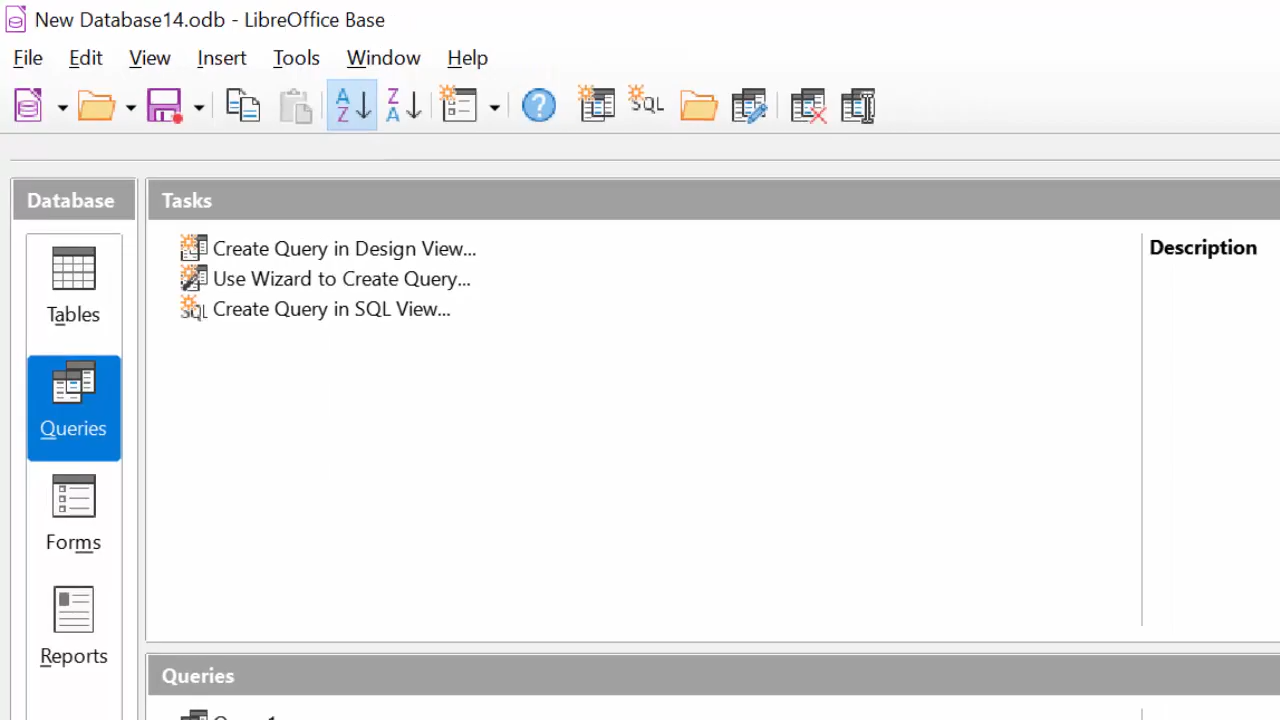 New Database14.odb - LibreOffice Base
File Edit View Insert Tools Window Help
SQL
Database
Tasks
Create Query in Design View...
Use Wizard to Create Query...
Create Query in SQL View...
Description
Tables
Queries
Forms
Reports
Queries